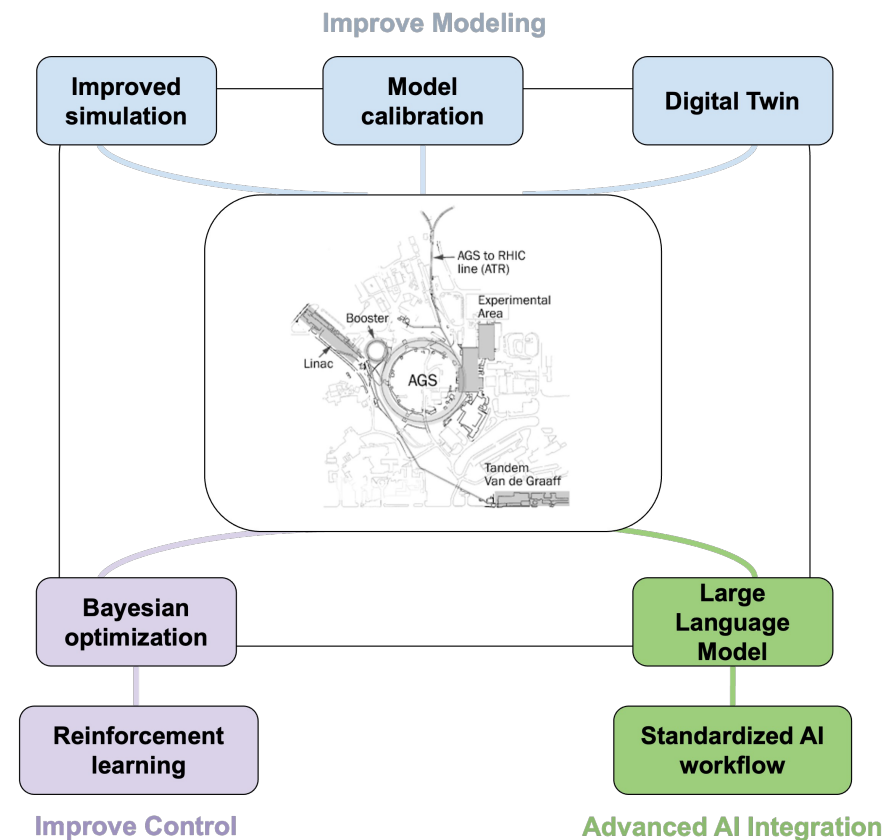 Improve Modeling
Improved
simulation
Model
calibration
Digital Twin
AGS to RHIC
line (ATR)
Experimental
Area
Booster
Linac
AGS
Tandem
Van de Graaff
Bayesian
optimization
Large
Language
Model
Reinforcement
learning
Standardized AI
workflow
Improve Control
Advanced AI Integration